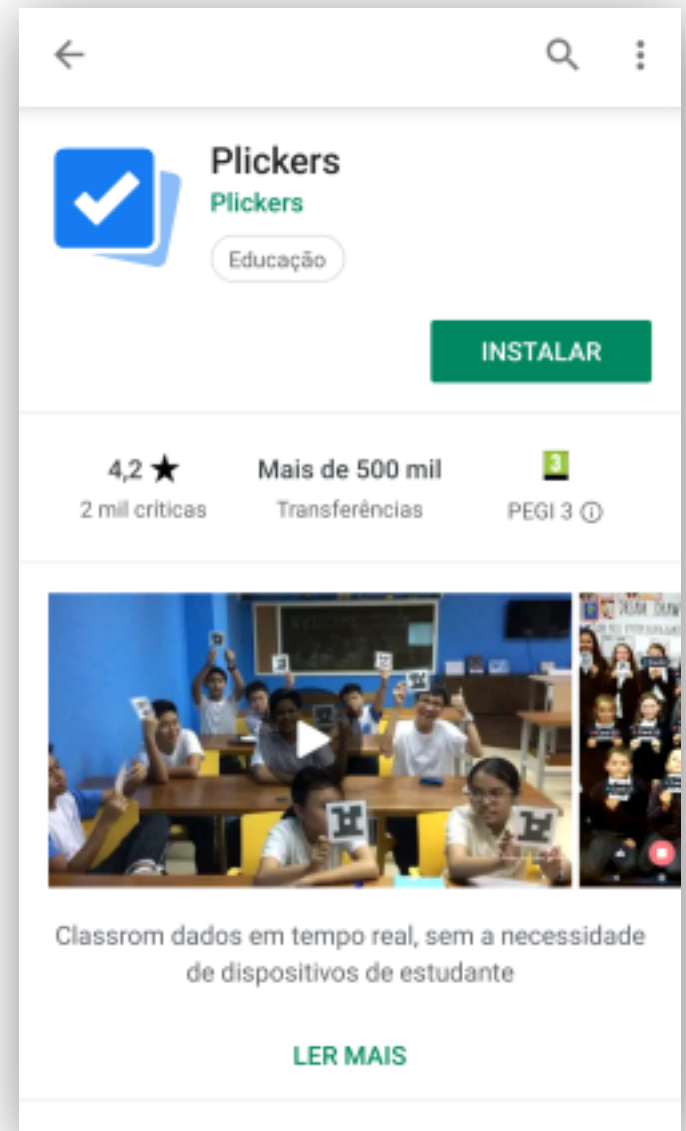 Plickers
Plickers
Educação
INSTALAR
4,2 ★
2 mil críticas
Mais de 500 mil
Transferências
3
PEGI 3
Classrom dados em tempo real, sem a necessidade
de dispositivos de estudante
LER MAIS